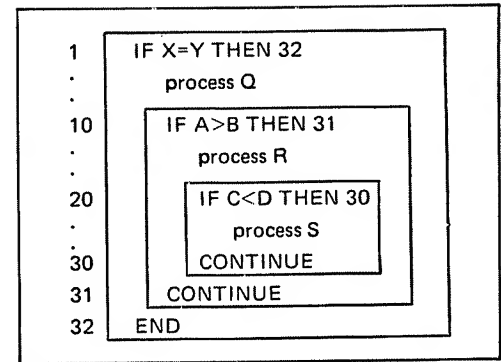 1 IF X=Y THEN 32
. process Q
.
10 IF A>B THEN 31
. process R
.
20 IF C<D THEN 30
. process S
.
30 CONTINUE
31 CONTINUE
32 END